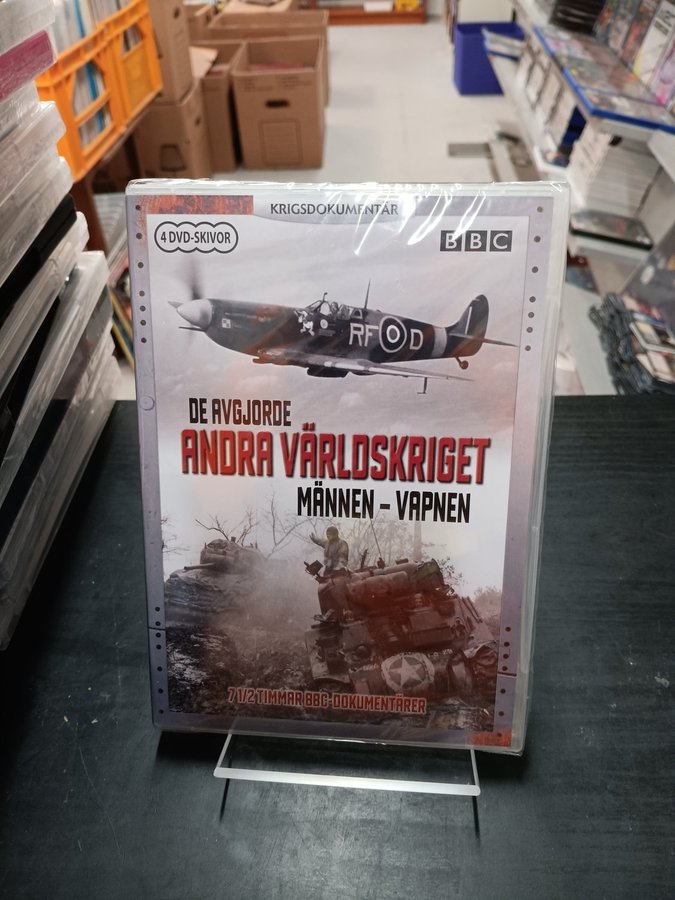 KRIGSDOKUMENTÄR
4 DVD-SKIVOR
BBC
RF D
DE AVGJORDE
ANDRA VÄRLDSKRIGET
MÄNNEN – VAPNEN
7 1/2 TIMMAR BBC-DOKUMENTÄRER